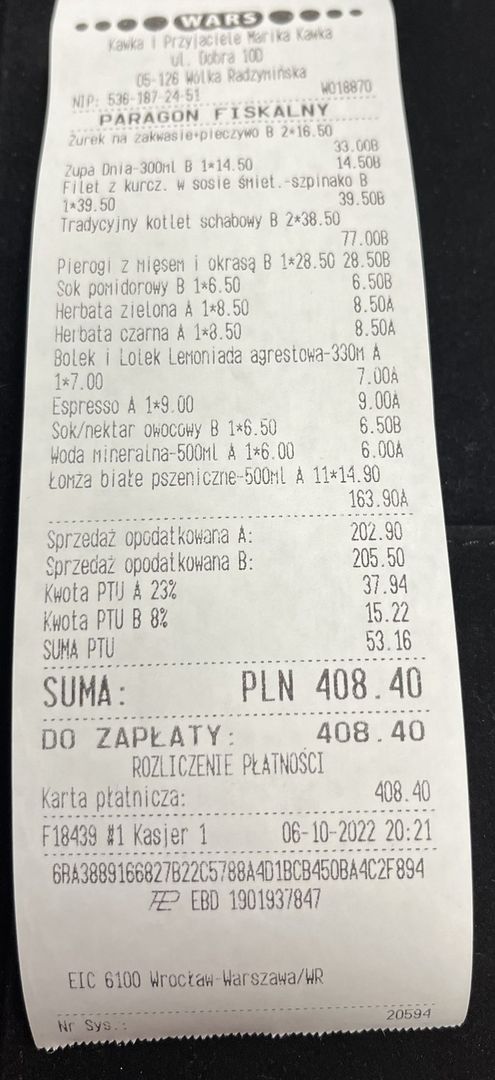 WARS
Kawka i Przyjaciele Marika Kawka
ul. Dobra 10D
05-126 Wólka Radzymińska
NIP: 536-187-24-51 W018870
PARAGON FISKALNY
Żurek na zakwasie+pieczywo B 2*16.50
33.00B
Zupa Dnia-300ml B 1*14.50 14.50B
Filet z kurcz. w sosie śmiet.-szpinako B
1*39.50 39.50B
Tradycyjny kotlet schabowy B 2*38.50
77.00B
Pierogi z mięsem i okrasą B 1*28.50 28.50B
Sok pomidorowy B 1*6.50 6.50B
Herbata zielona A 1*8.50 8.50A
Herbata czarna A 1*8.50 8.50A
Bolek i Lolek Lemoniada agrestowa-330m A
1*7.00 7.00A
Espresso A 1*9.00 9.00A
Sok/nektar owocowy B 1*6.50 6.50B
Woda mineralna-500ml A 1*6.00 6.00A
Łomża białe pszeniczne-500ml A 11*14.90
163.90A
Sprzedaż opodatkowana A: 202.90
Sprzedaż opodatkowana B: 205.50
Kwota PTU A 23% 37.94
Kwota PTU B 8% 15.22
SUMA PTU 53.16
SUMA: PLN 408.40
DO ZAPŁATY: 408.40
ROZLICZENIE PŁATNOŚCI
Karta płatnicza: 408.40
F18439 #1 Kasjer 1 06-10-2022 20:21
6BA3889166827B22C5788A4D1BCB450BA4C2F894
EBD 1901937847
EIC 6100 Wrocław-Warszawa/WR
Nr Sys.: 20594